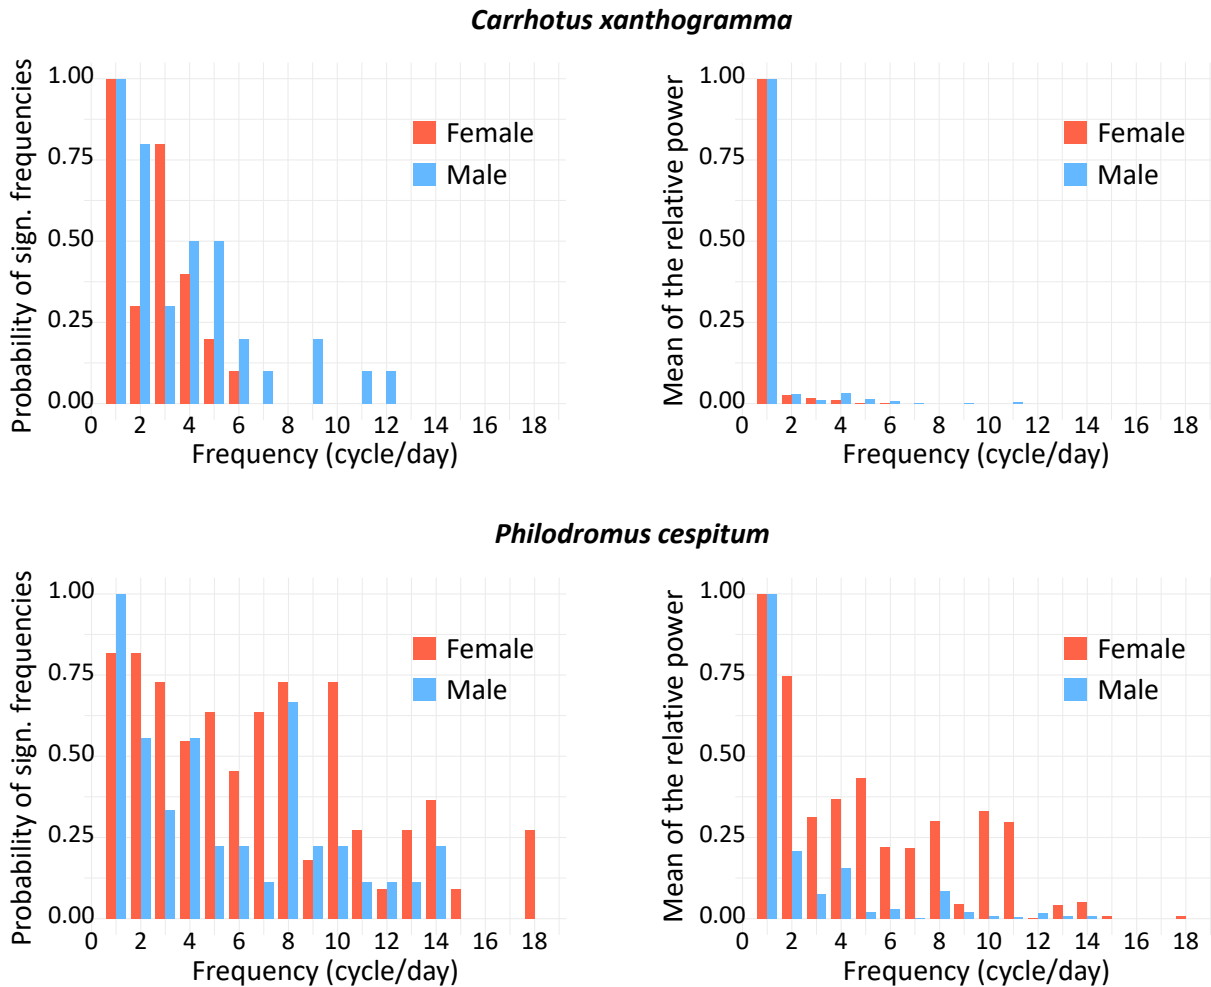 Carrhotus xanthogramma
Probability of sign. frequencies
1.00
0.75
0.50
0.25
0.00
Female
Male
0 2 4 6 8 10 12 14 16 18
Frequency (cycle/day)
Mean of the relative power
1.00
0.75
0.50
0.25
0.00
Female
Male
0 2 4 6 8 10 12 14 16 18
Frequency (cycle/day)
Philodromus cespitum
Probability of sign. frequencies
1.00
0.75
0.50
0.25
0.00
Female
Male
0 2 4 6 8 10 12 14 16 18
Frequency (cycle/day)
Mean of the relative power
1.00
0.75
0.50
0.25
0.00
Female
Male
0 2 4 6 8 10 12 14 16 18
Frequency (cycle/day)